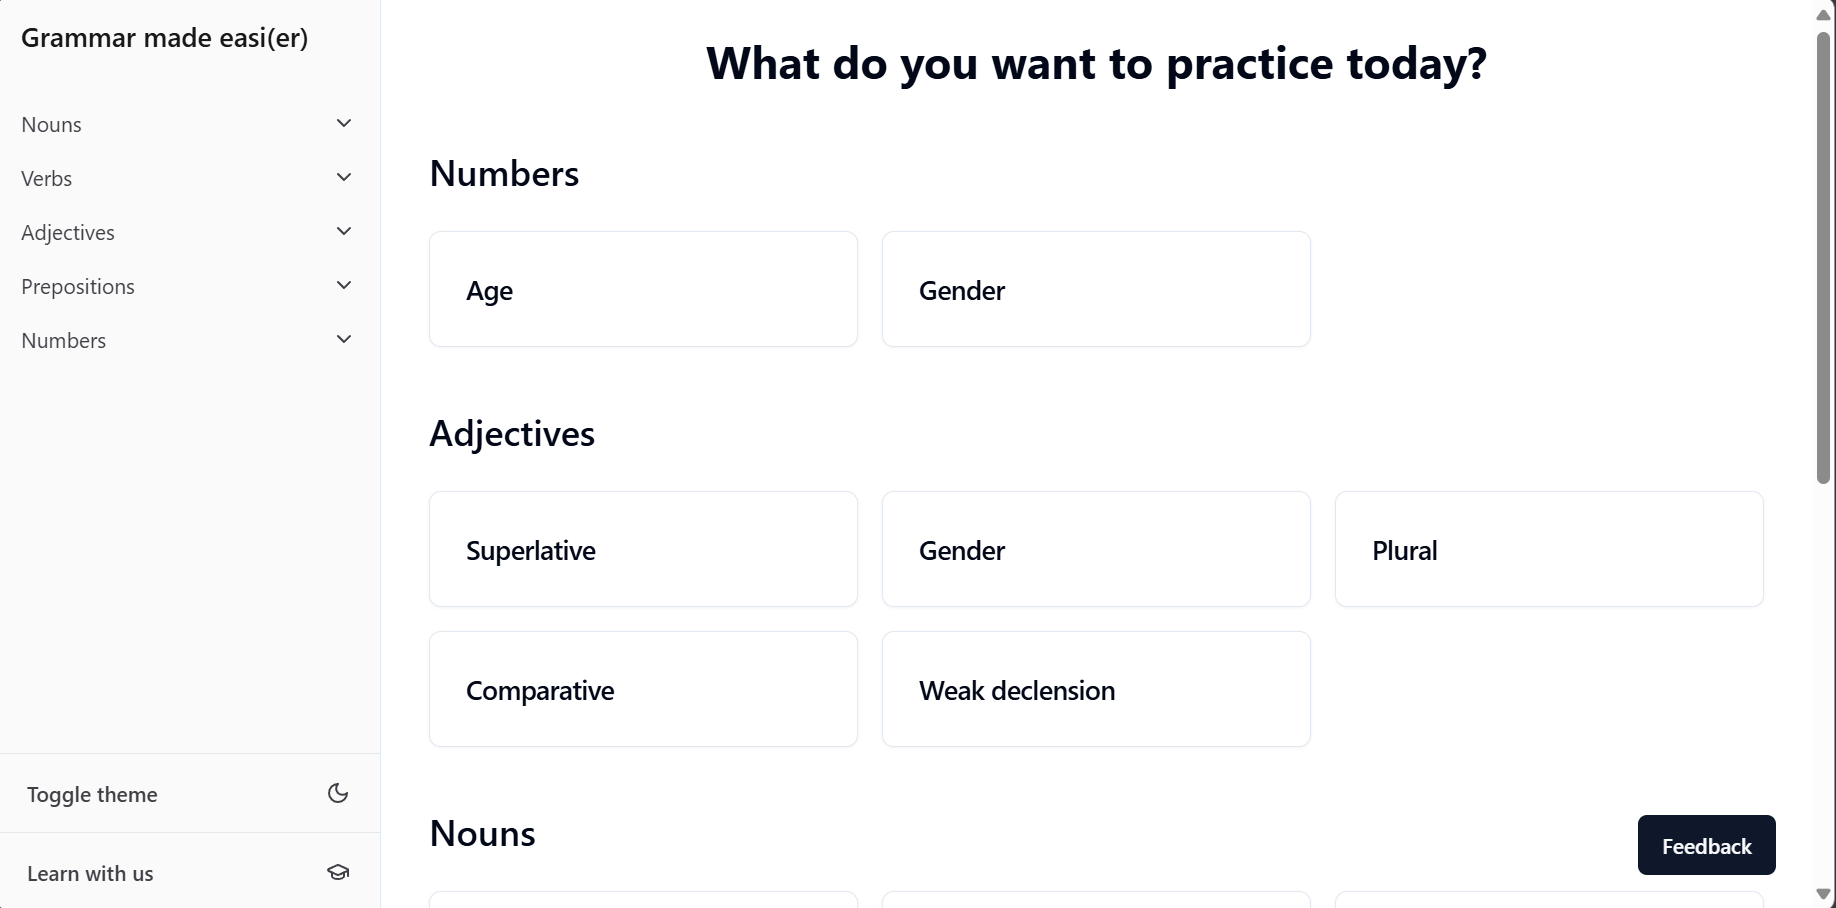 Grammar made easi(er)
Nouns
Verbs
Adjectives
Prepositions
Numbers
Toggle theme
Learn with us
What do you want to practice today?
Numbers
Age
Gender
Adjectives
Superlative
Gender
Plural
Comparative
Weak declension
Nouns
Feedback